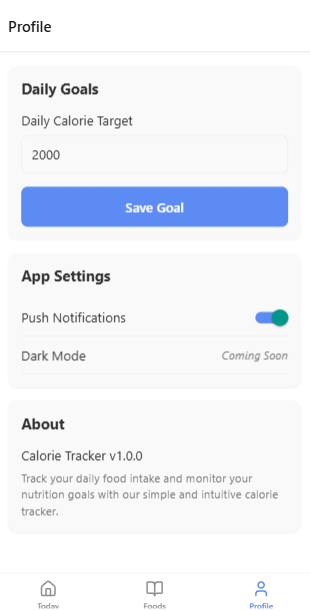 Profile
Daily Goals
Daily Calorie Target
2000
Save Goal
App Settings
Push Notifications
Dark Mode
Coming Soon
About
Calorie Tracker v1.0.0
Track your daily food intake and monitor your
nutrition goals with our simple and intuitive calorie
tracker.
Today
Foods
Profile